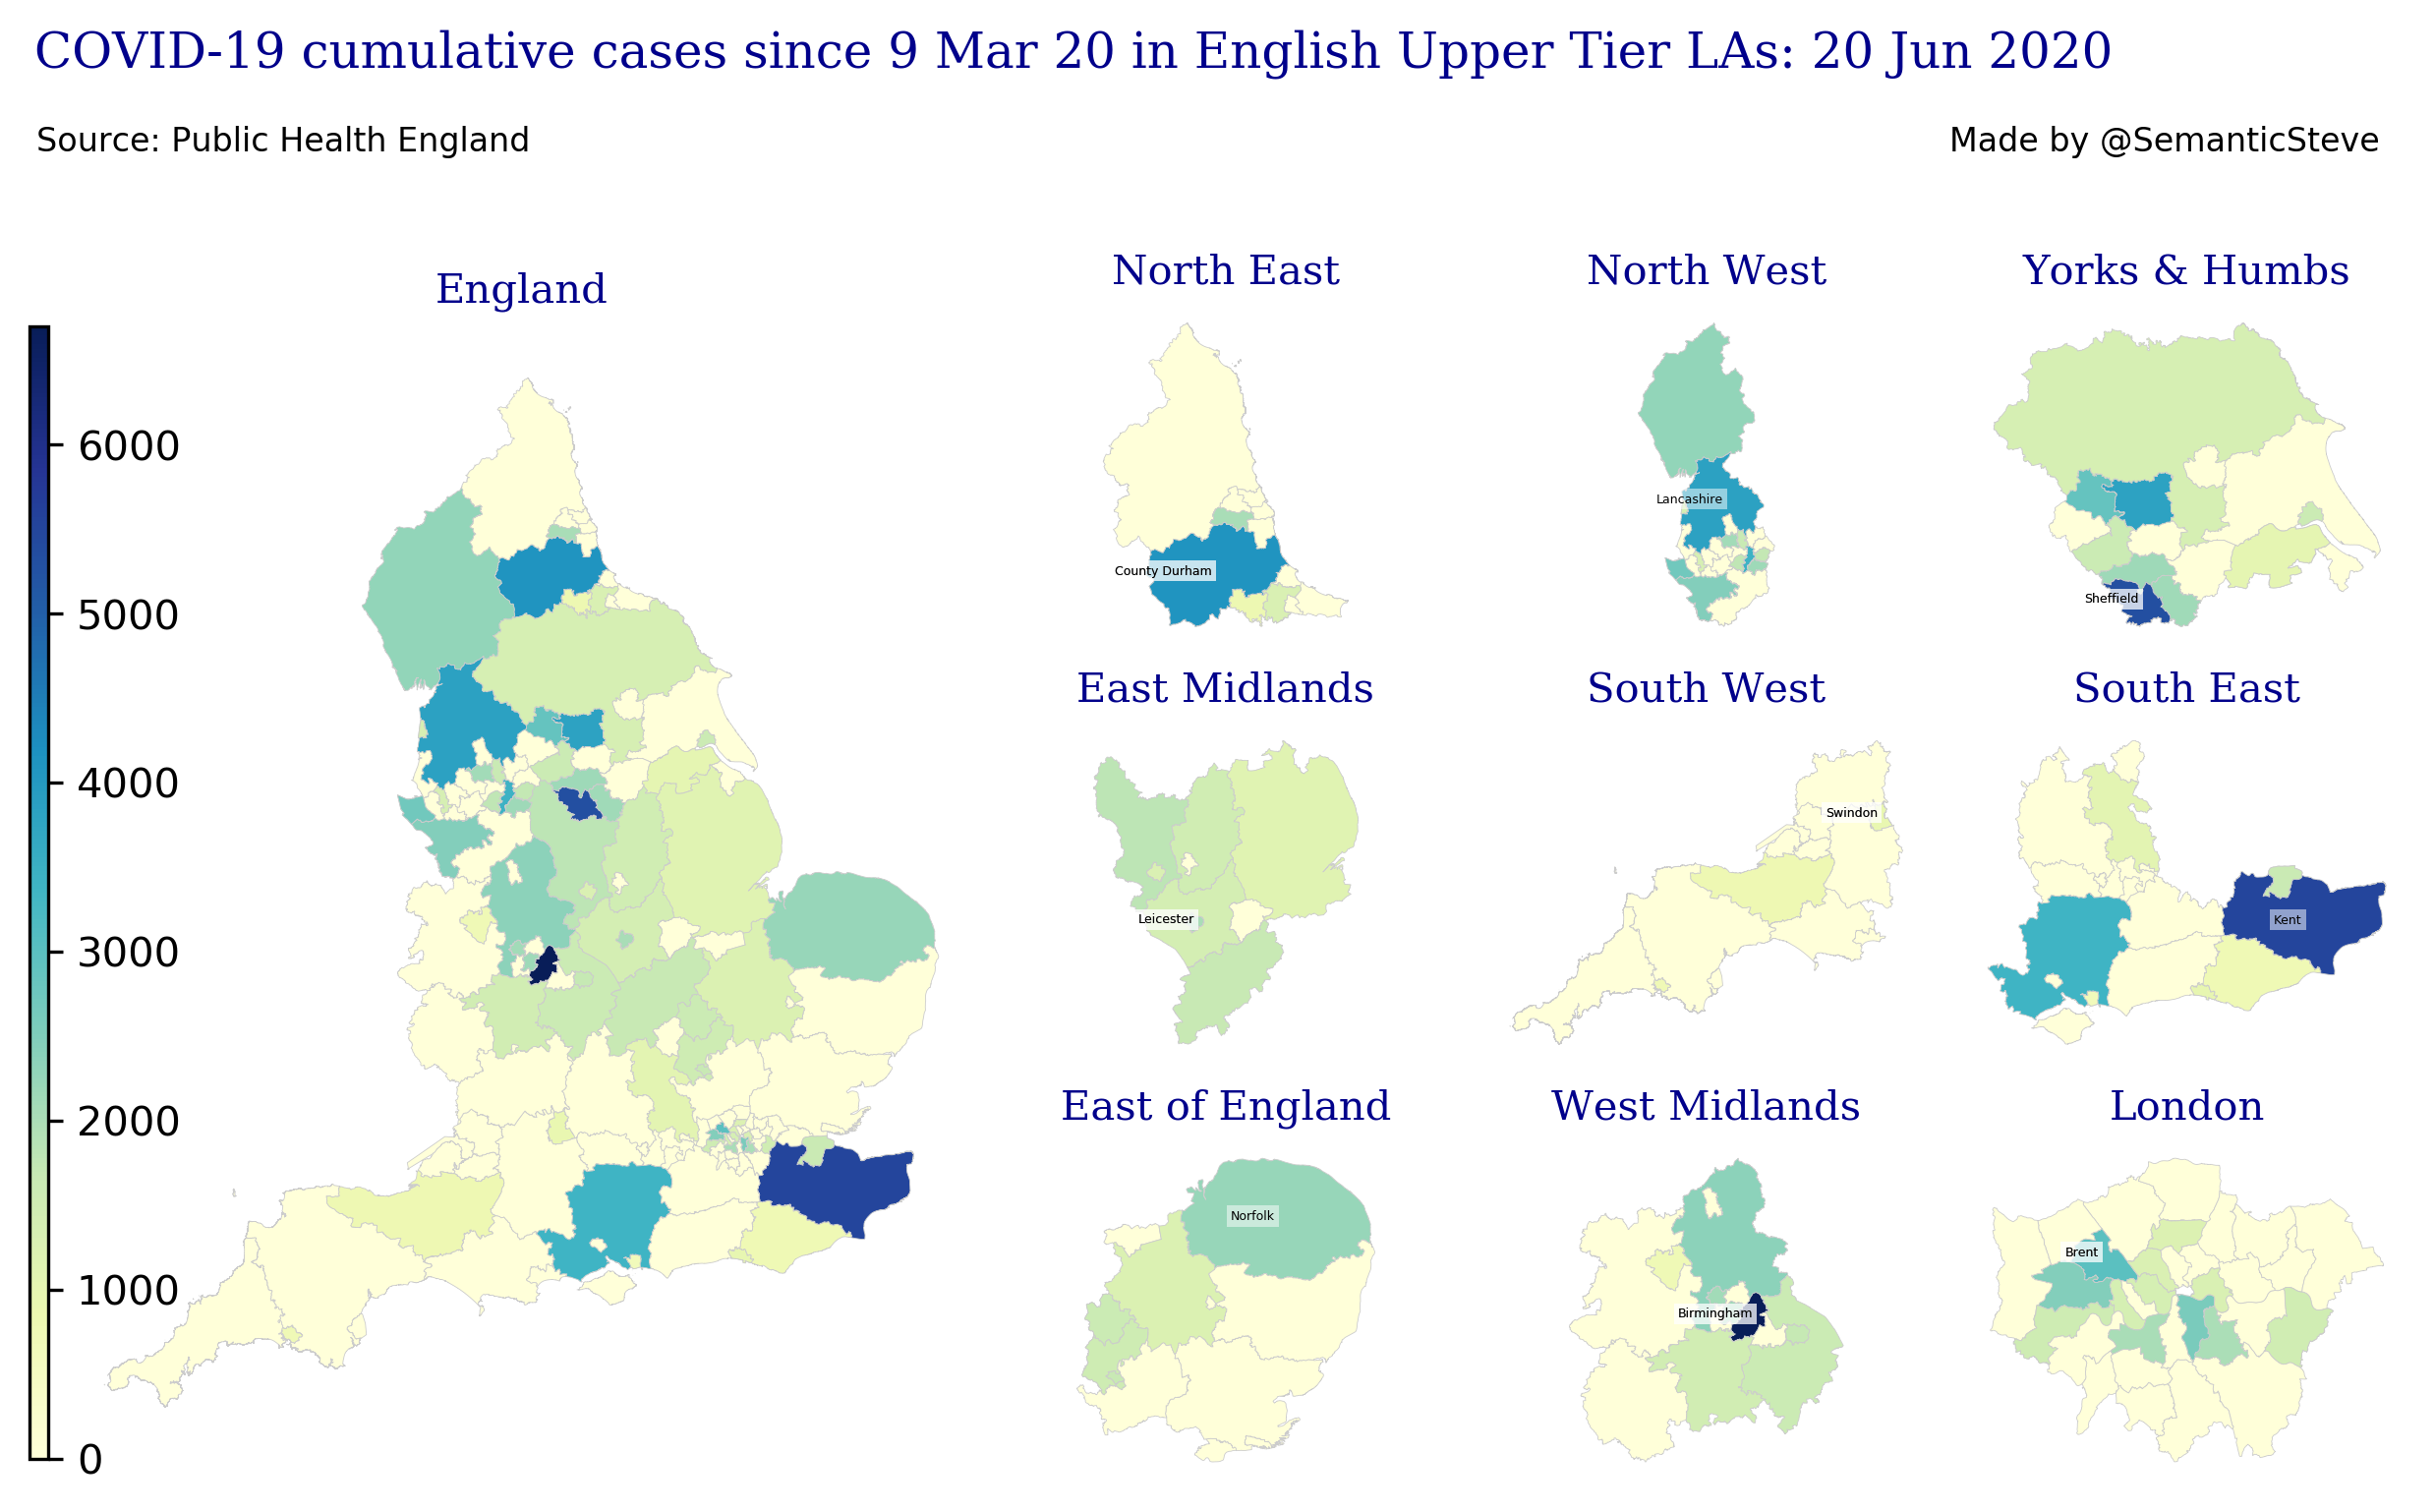 COVID-19 cumulative cases since 9 Mar 20 in English Upper Tier LAs: 20 Jun 2020
Source: Public Health England
Made by @SemanticSteve
England
6000
5000
4000
3000
2000
1000
0
North East
County Durham
North West
Lancashire
Yorks & Humbs
Sheffield
East Midlands
Leicester
South West
Swindon
South East
Kent
East of England
Norfolk
West Midlands
Birmingham
London
Brent